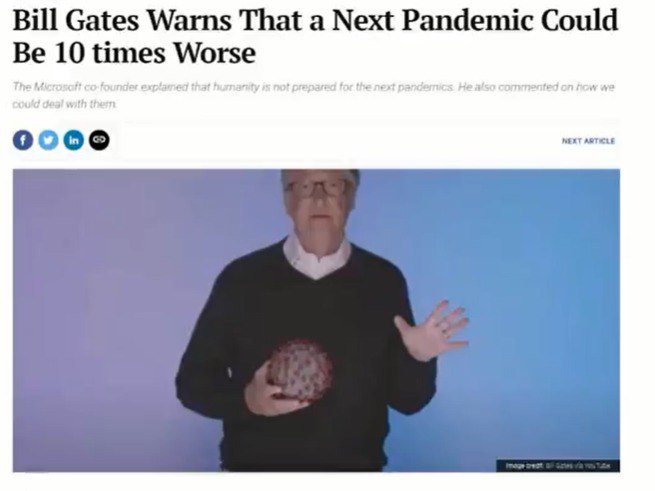 Bill Gates Warns That a Next Pandemic Could
Be 10 times Worse
The Microsoft co-founder explained that humanity is not prepared for the next pandemics. He also commented on how we
could deal with them.
f in
NEXT ARTICLE
Image credit: Bill Gates via YouTube